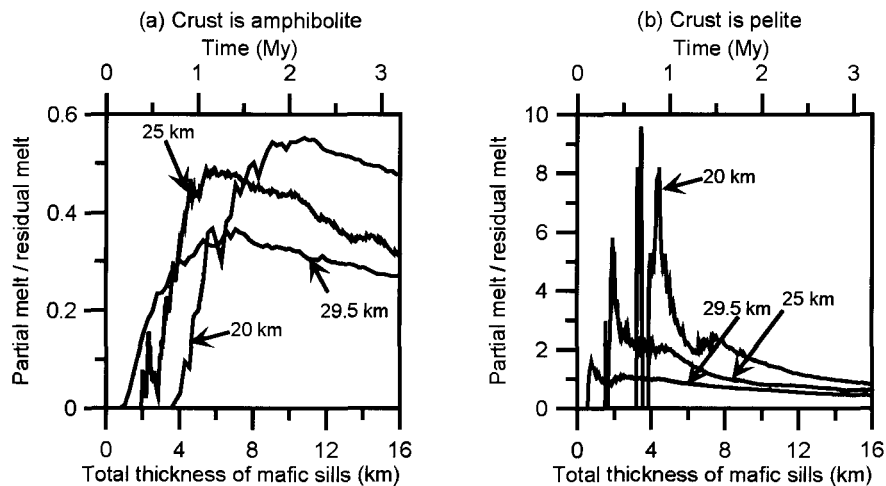 (a) Crust is amphibolite
Time (My)
0 1 2 3
Partial melt / residual melt
0.6
0.4
0.2
0
25 km
20 km
29.5 km
0 4 8 12 16
Total thickness of mafic sills (km)
(b) Crust is pelite
Time (My)
0 1 2 3
Partial melt / residual melt
10
8
6
4
2
0
20 km
29.5 km
25 km
0 4 8 12 16
Total thickness of mafic sills (km)